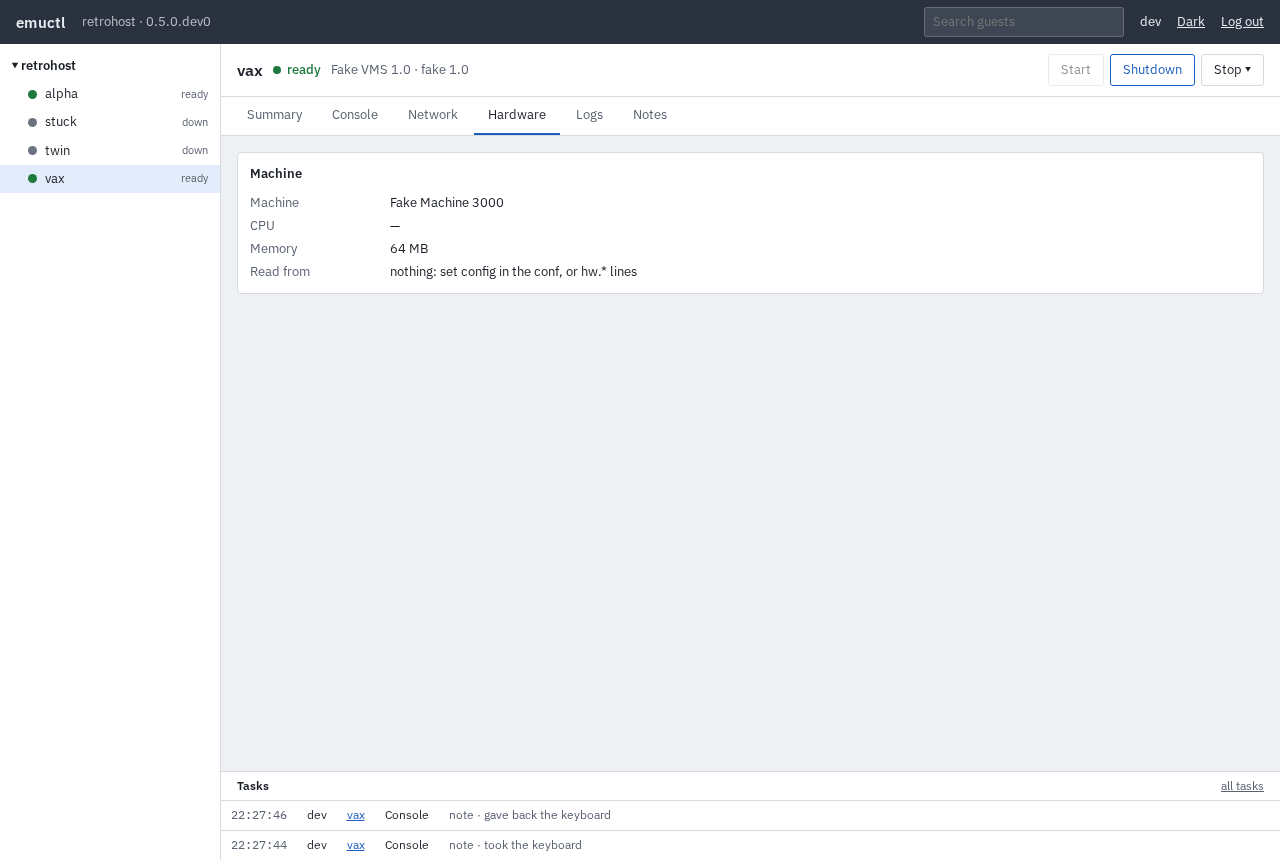 emuctl retrohost · 0.5.0.dev0 Search guests dev Dark Log out
▾ retrohost
alpha ready
stuck down
twin down
vax ready
vax ready Fake VMS 1.0 · fake 1.0 Start Shutdown Stop ▾
Summary Console Network Hardware Logs Notes
Machine
Machine Fake Machine 3000
CPU —
Memory 64 MB
Read from nothing: set config in the conf, or hw.* lines
Tasks all tasks
22:27:46 dev vax Console note · gave back the keyboard
22:27:44 dev vax Console note · took the keyboard